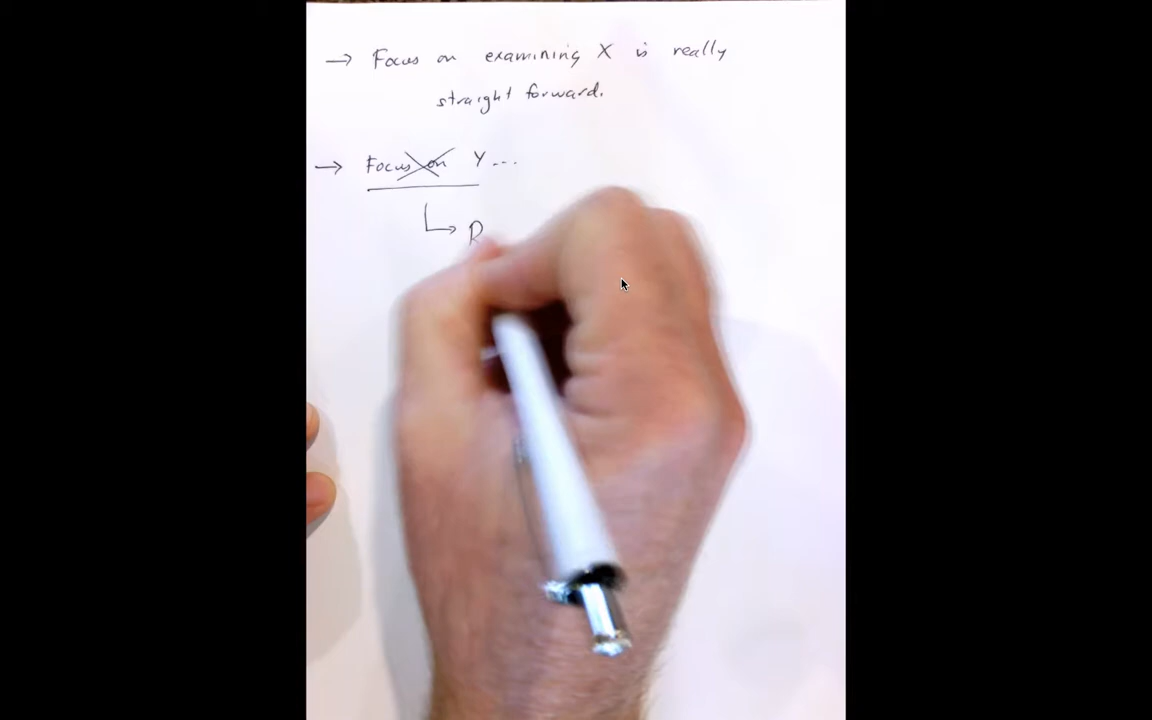 → Focus on examining X is really
straight forward.
→ Focus on Y...
↳ R